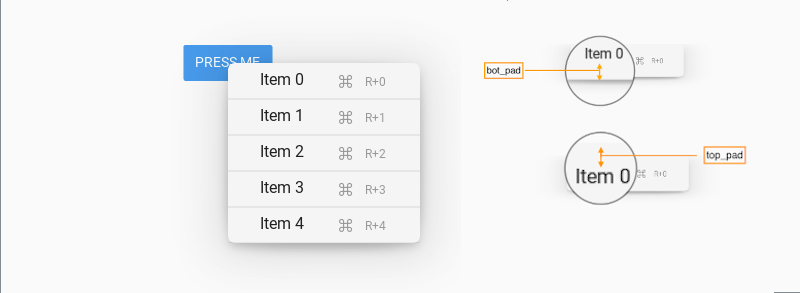 PRESS ME
Item 0 ⌘ R+0
Item 1 ⌘ R+1
Item 2 ⌘ R+2
Item 3 ⌘ R+3
Item 4 ⌘ R+4
Item 0 ⌘ R+0
bot_pad
top_pad
Item 0 ⌘ R+0